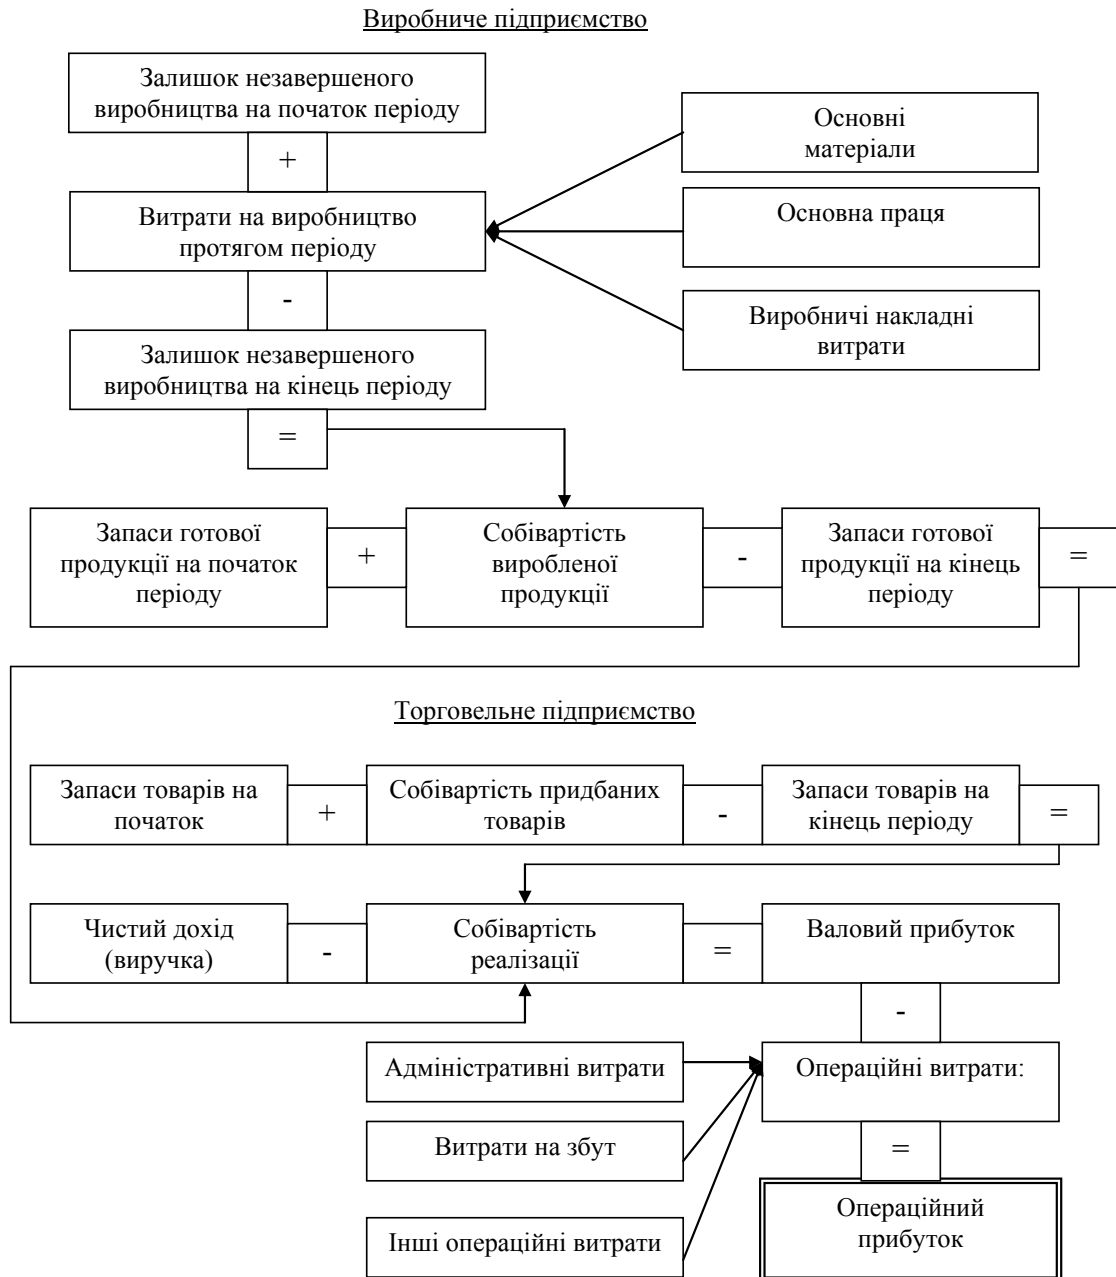 Виробниче підприємство
Залишок незавершеного
виробництва на початок періоду
+
Витрати на виробництво
протягом періоду
-
Залишок незавершеного
виробництва на кінець періоду
=
Основні
матеріали
Основна праця
Виробничі накладні
витрати
Запаси готової
продукції на початок
періоду
+
Собівартість
виробленої
продукції
-
Запаси готової
продукції на кінець
періоду
=
Торговельне підприємство
Запаси товарів на
початок
+
Собівартість придбаних
товарів
-
Запаси товарів на
кінець періоду
=
Чистий дохід
(виручка)
-
Собівартість
реалізації
=
Валовий прибуток
-
Адміністративні витрати
Операційні витрати:
Витрати на збут
=
Інші операційні витрати
Операційний
прибуток